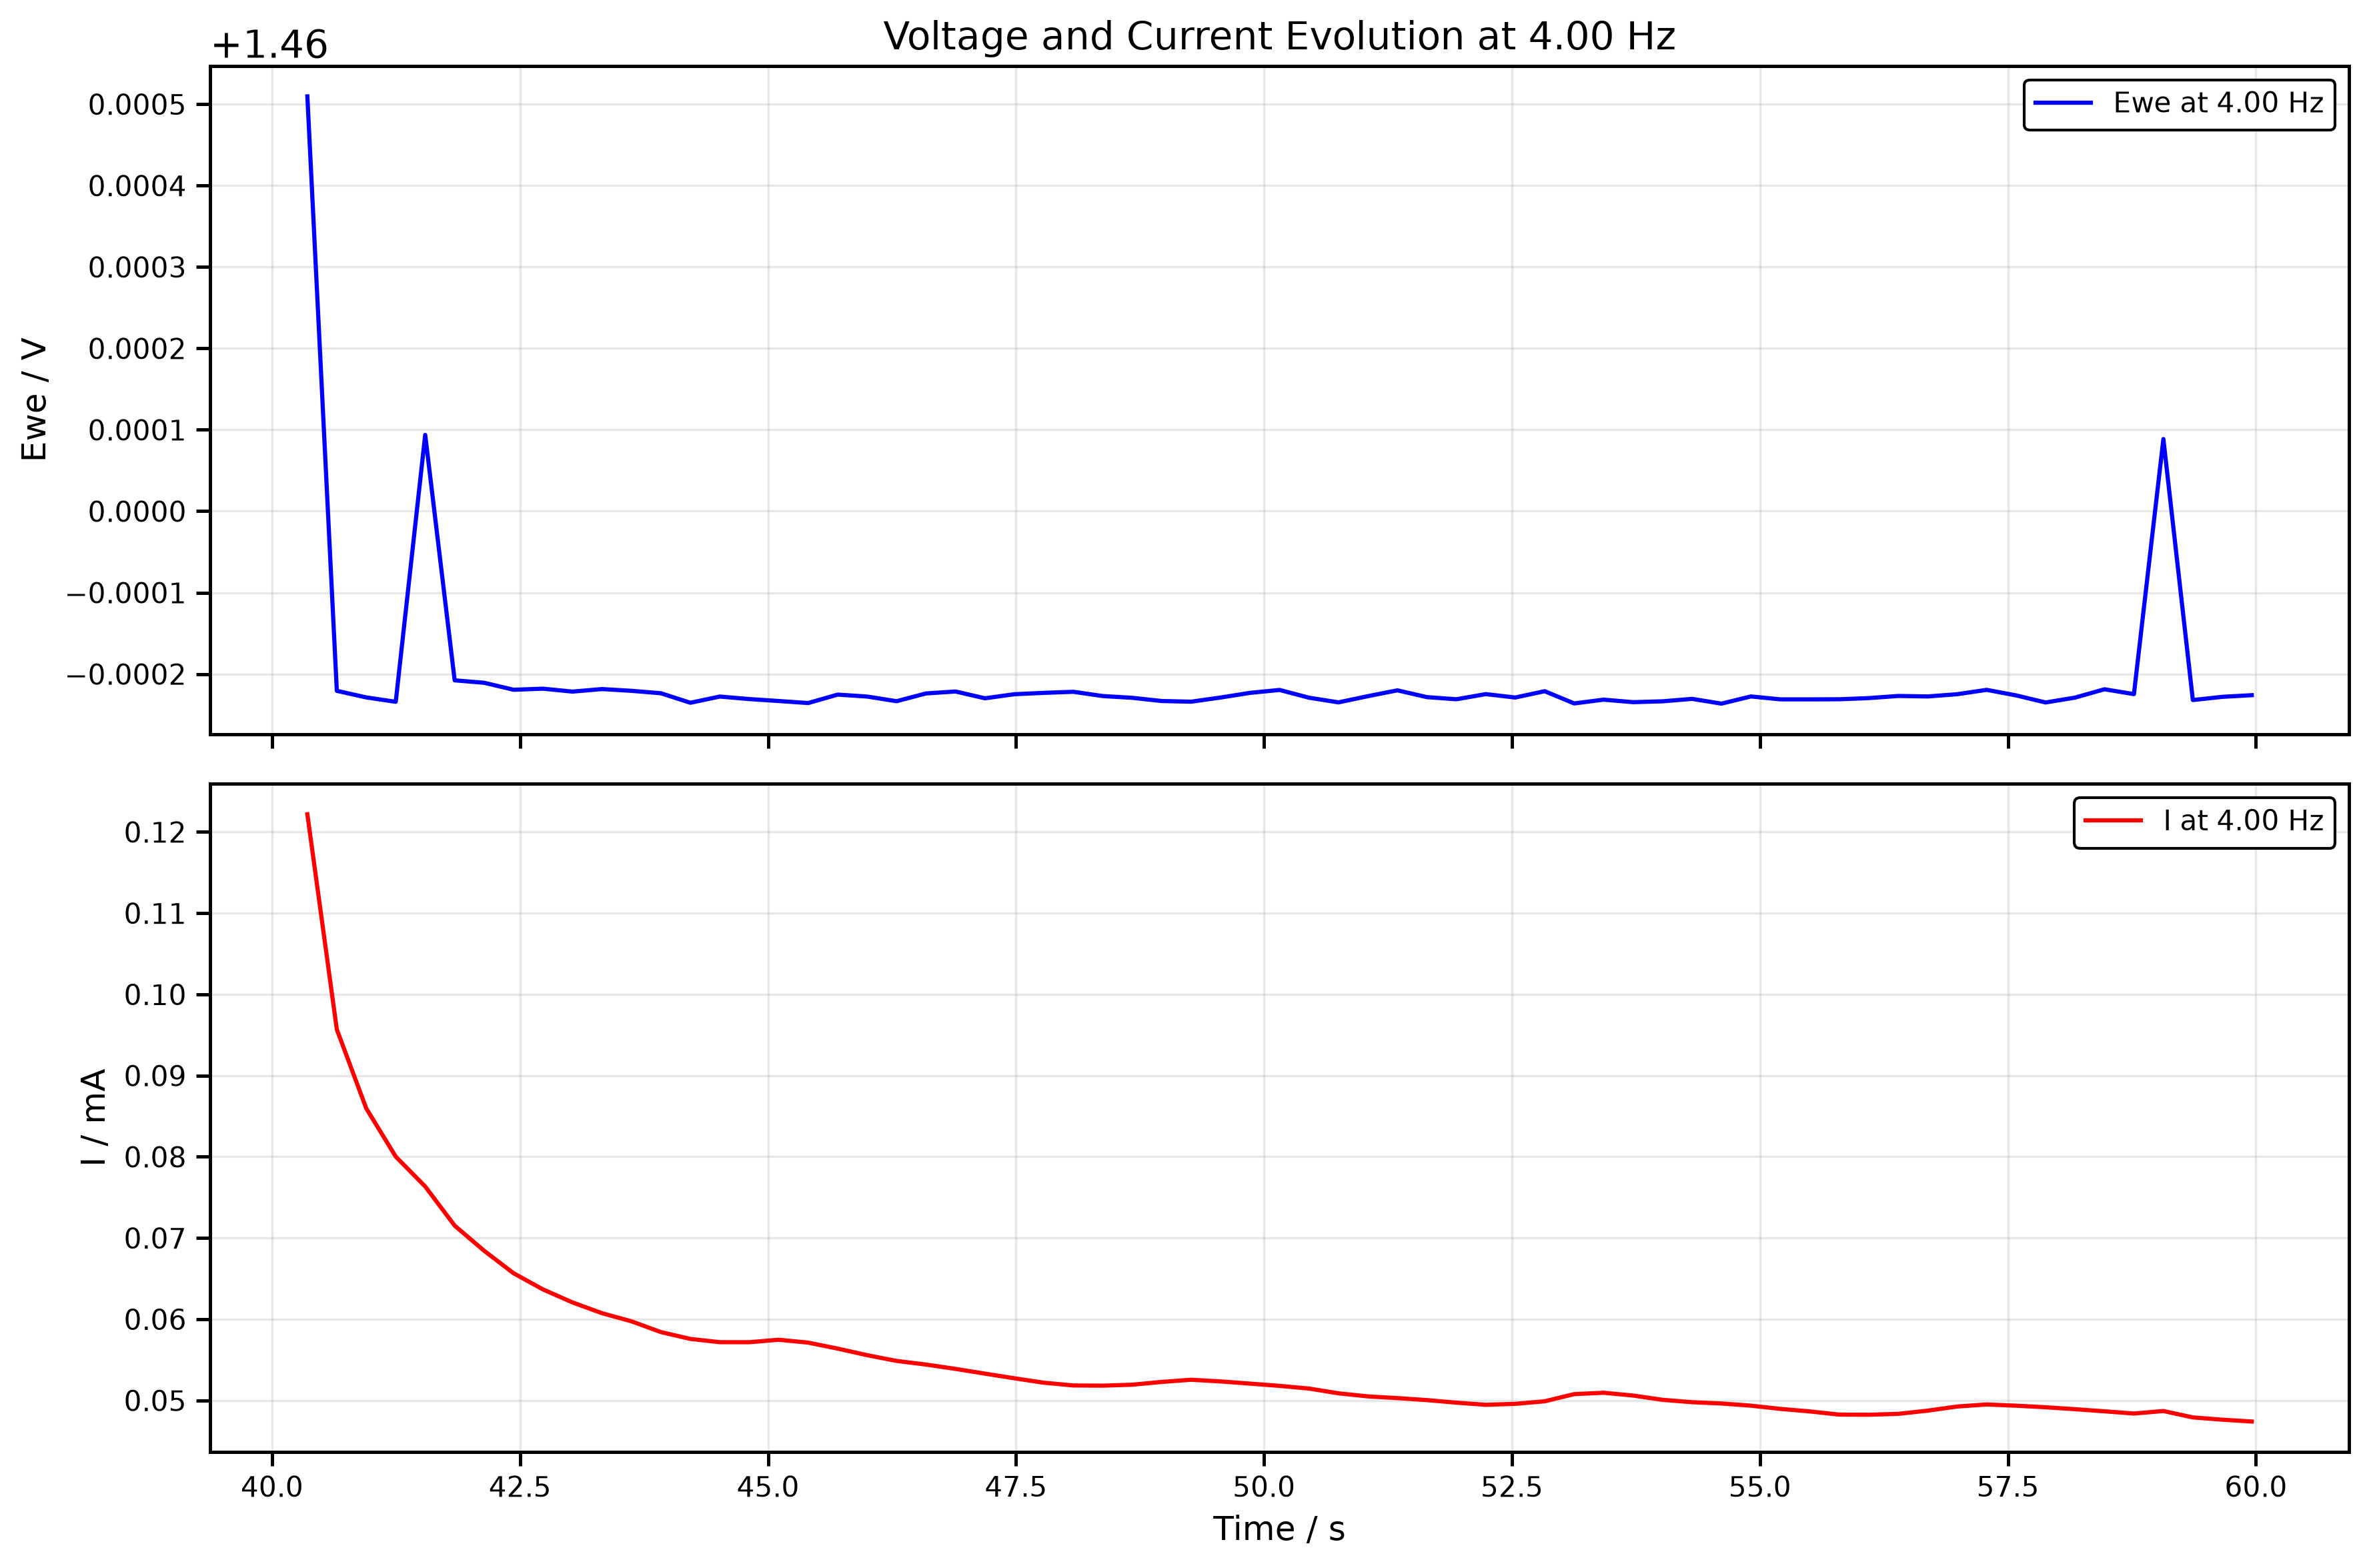 Voltage and Current Evolution at 4.00 Hz
+1.46
Ewe at 4.00 Hz
0.0005
0.0004
0.0003
0.0002
0.0001
0.0000
−0.0001
−0.0002
Ewe / V
I at 4.00 Hz
0.12
0.11
0.10
0.09
0.08
0.07
0.06
0.05
I / mA
40.0 42.5 45.0 47.5 50.0 52.5 55.0 57.5 60.0
Time / s